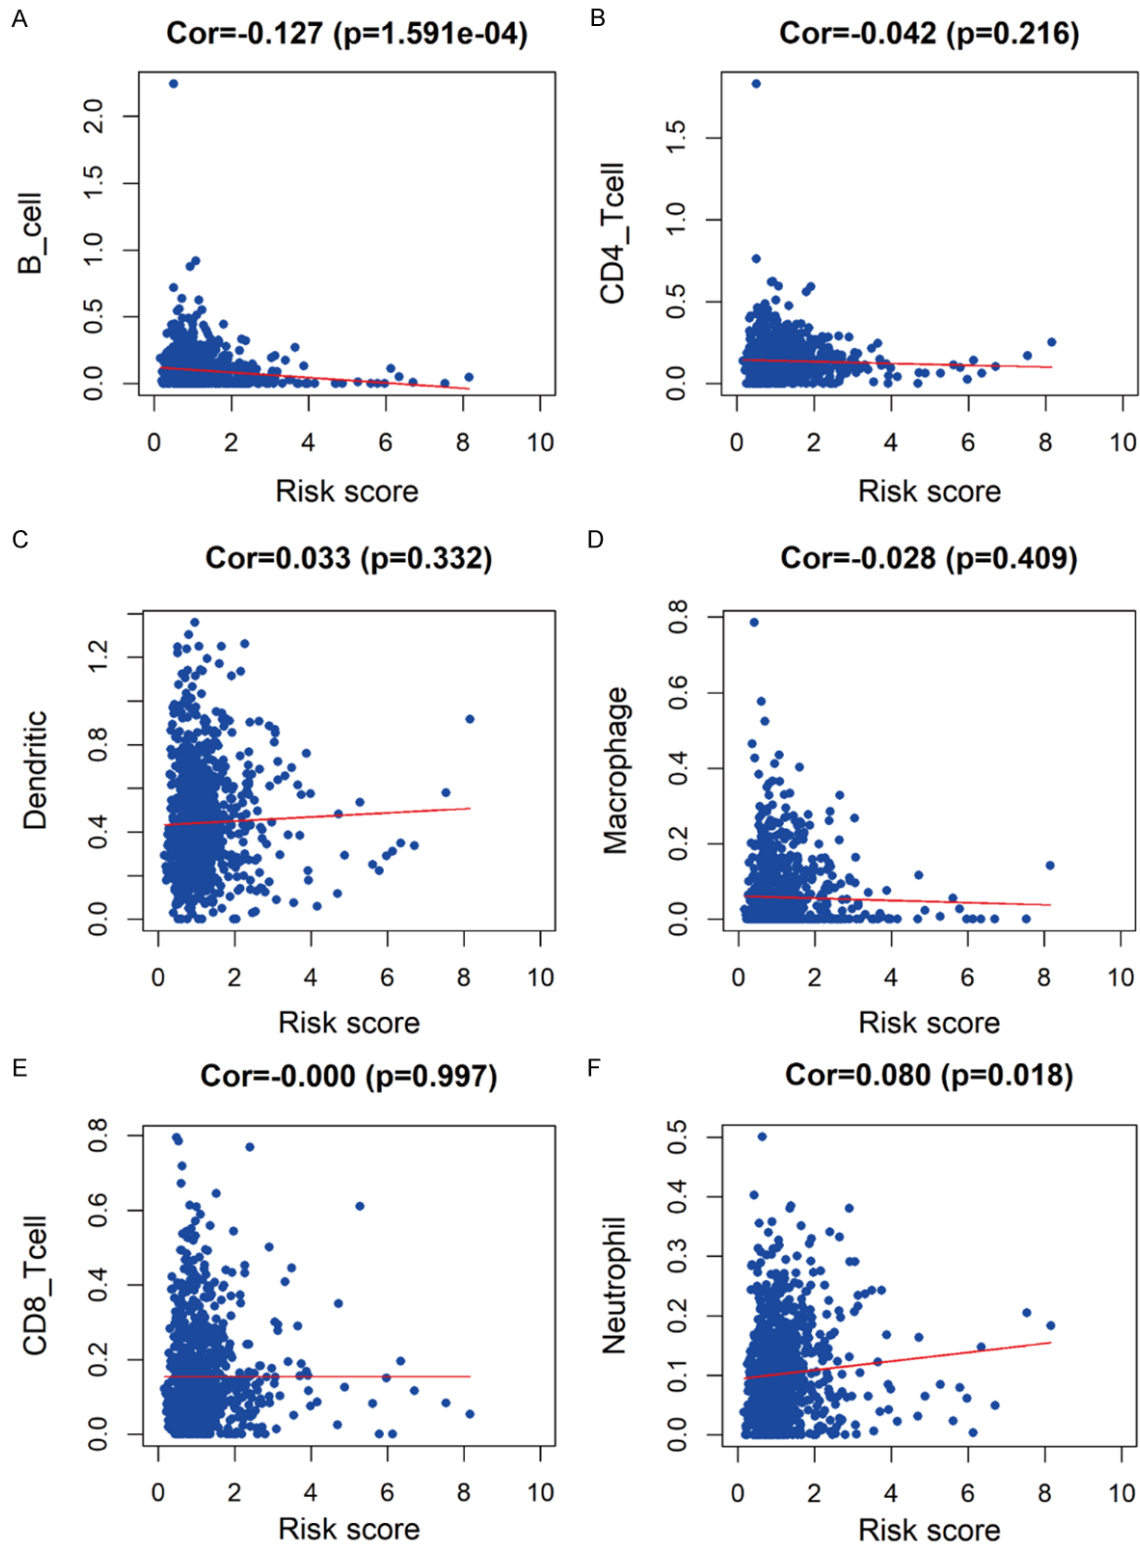 A
Cor=-0.127 (p=1.591e-04)
B_cell
2.0
1.5
1.0
0.5
0.0
0 2 4 6 8 10
Risk score
B
Cor=-0.042 (p=0.216)
CD4_Tcell
1.5
1.0
0.5
0.0
0 2 4 6 8 10
Risk score
C
Cor=0.033 (p=0.332)
Dendritic
1.2
0.8
0.4
0.0
0 2 4 6 8 10
Risk score
D
Cor=-0.028 (p=0.409)
Macrophage
0.8
0.6
0.4
0.2
0.0
0 2 4 6 8 10
Risk score
E
Cor=-0.000 (p=0.997)
CD8_Tcell
0.8
0.6
0.4
0.2
0.0
0 2 4 6 8 10
Risk score
F
Cor=0.080 (p=0.018)
Neutrophil
0.5
0.4
0.3
0.2
0.1
0.0
0 2 4 6 8 10
Risk score